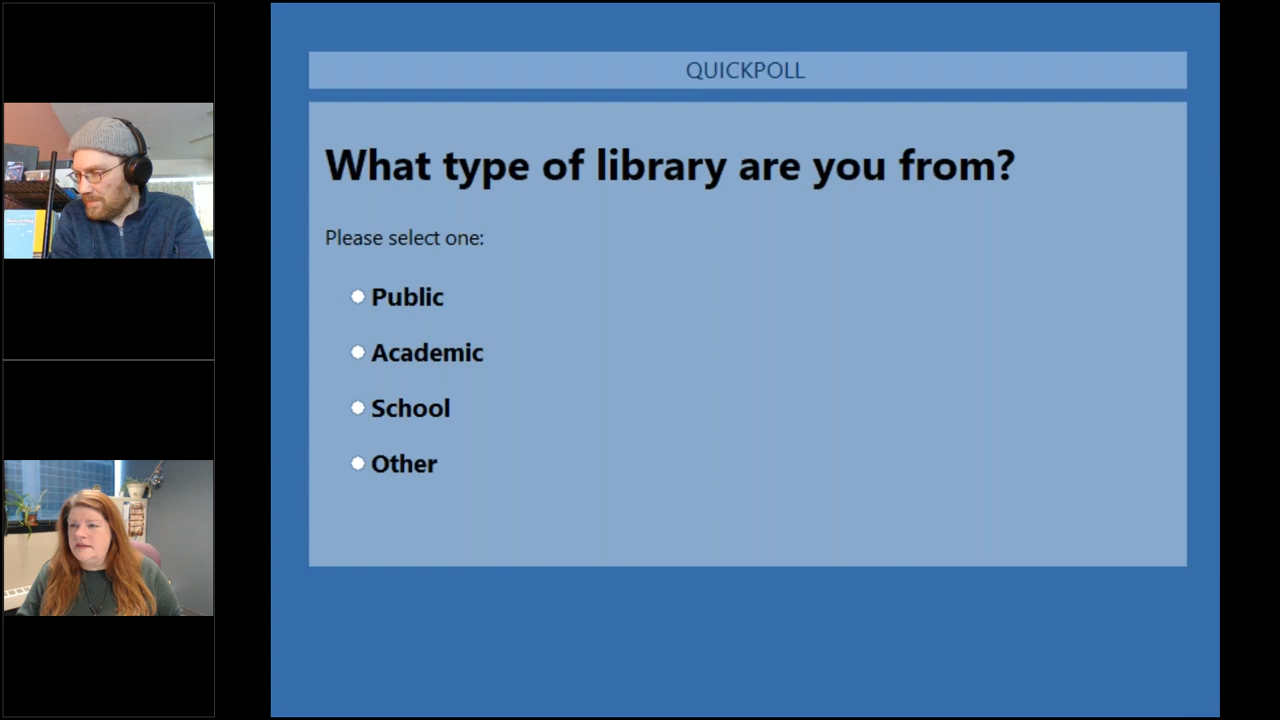 QUICKPOLL
What type of library are you from?
Please select one:
Public
Academic
School
Other